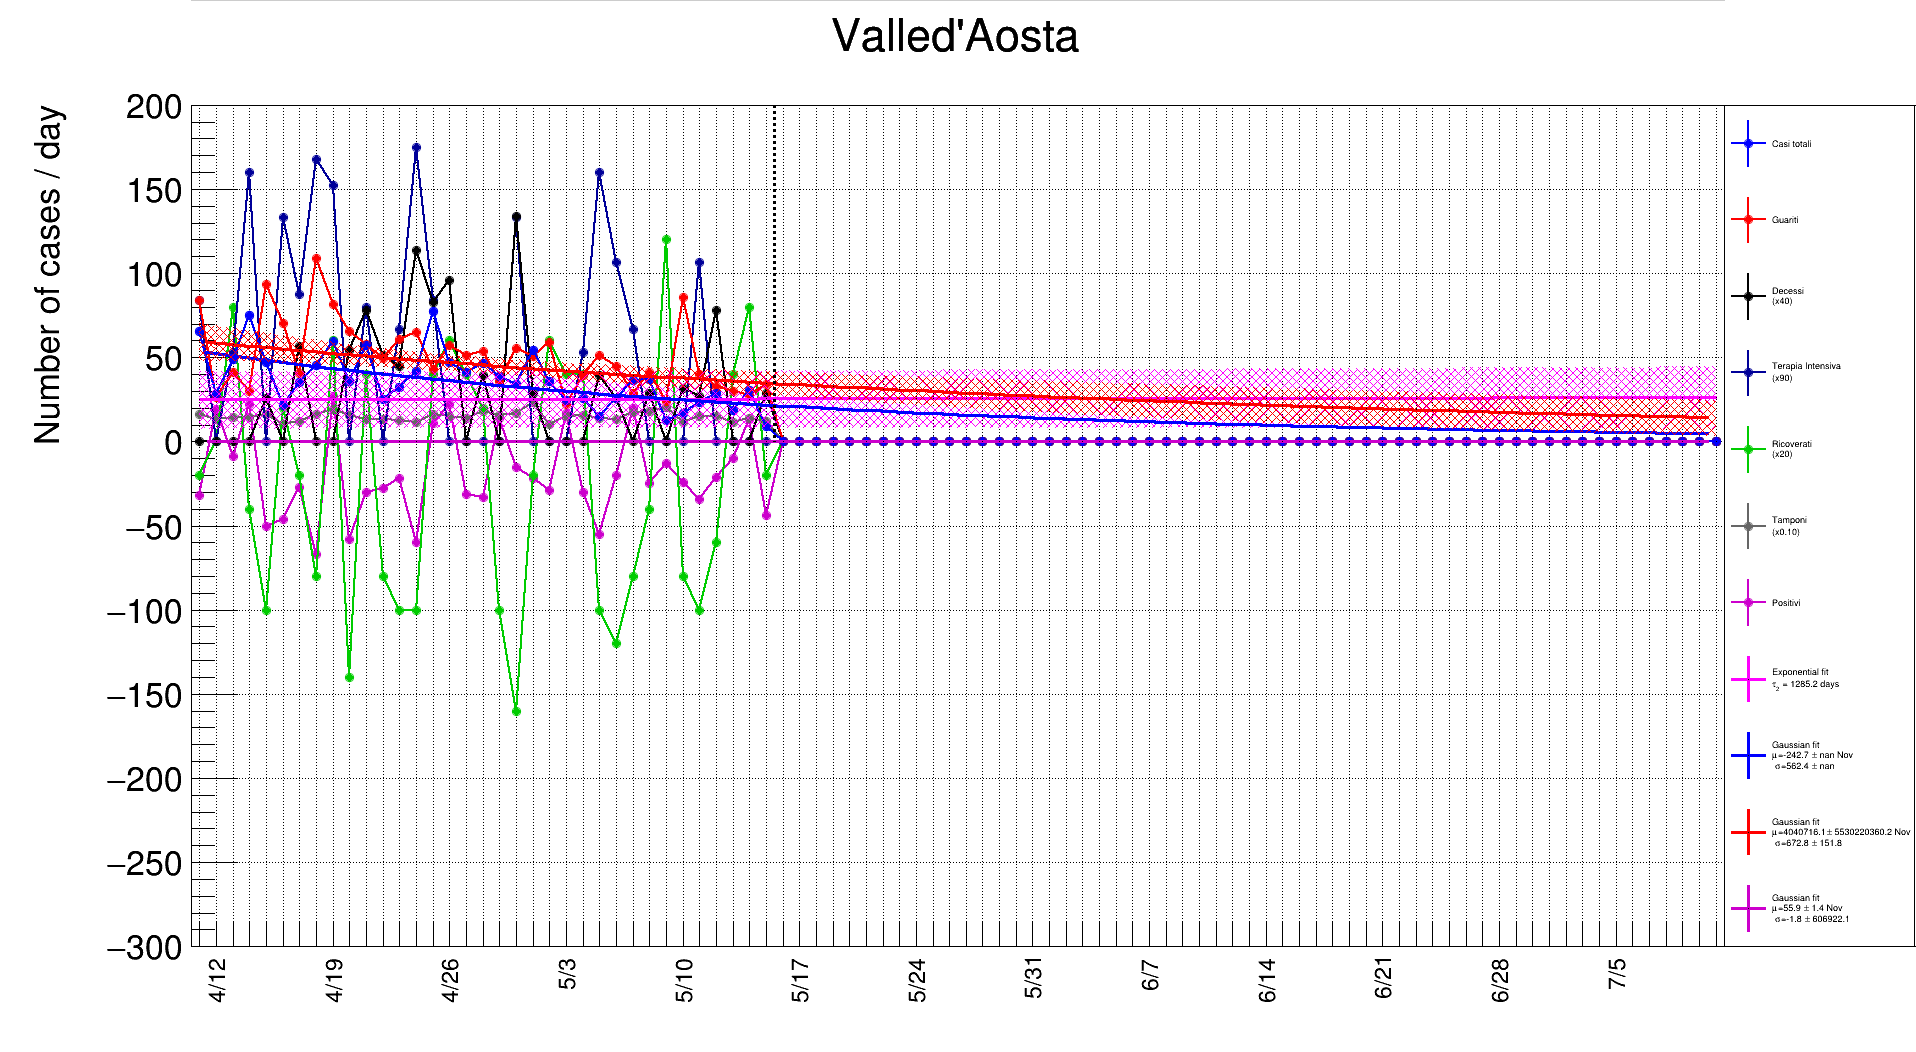 Valled'Aosta
Number of cases / day
200
150
100
50
0
−50
−100
−150
−200
−250
−300
4/12
4/19
4/26
5/3
5/10
5/17
5/24
5/31
6/7
6/14
6/21
6/28
7/5
Casi totali
Guariti
Decessi
(x40)
Terapia Intensiva
(x90)
Ricoverati
(x20)
Tamponi
(x0.10)
Positivi
Exponential fit
τ2 = 1285.2 days
Gaussian fit
μ=-242.7 ± nan Nov
σ=562.4 ± nan
Gaussian fit
μ=4040716.1± 5530220360.2 Nov
σ=672.8 ± 151.8
Gaussian fit
μ=55.9 ± 1.4 Nov
σ=-1.8 ± 606922.1